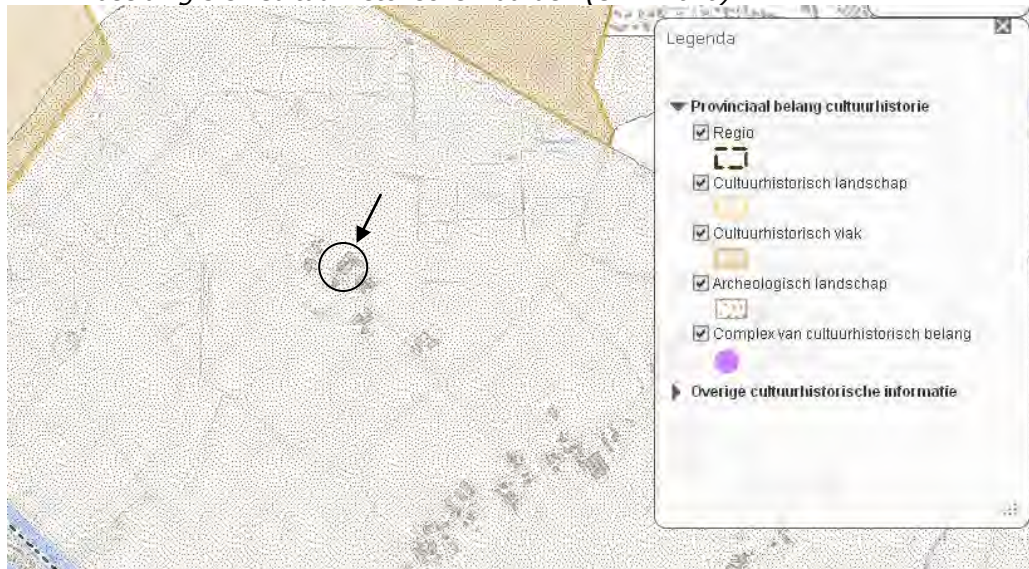 Legenda
Provinciaal belang cultuurhistorie
Regio
Cultuurhistorisch landschap
Cultuurhistorisch vlak
Archeologisch landschap
Complex van cultuurhistorisch belang
Overige cultuurhistorische informatie